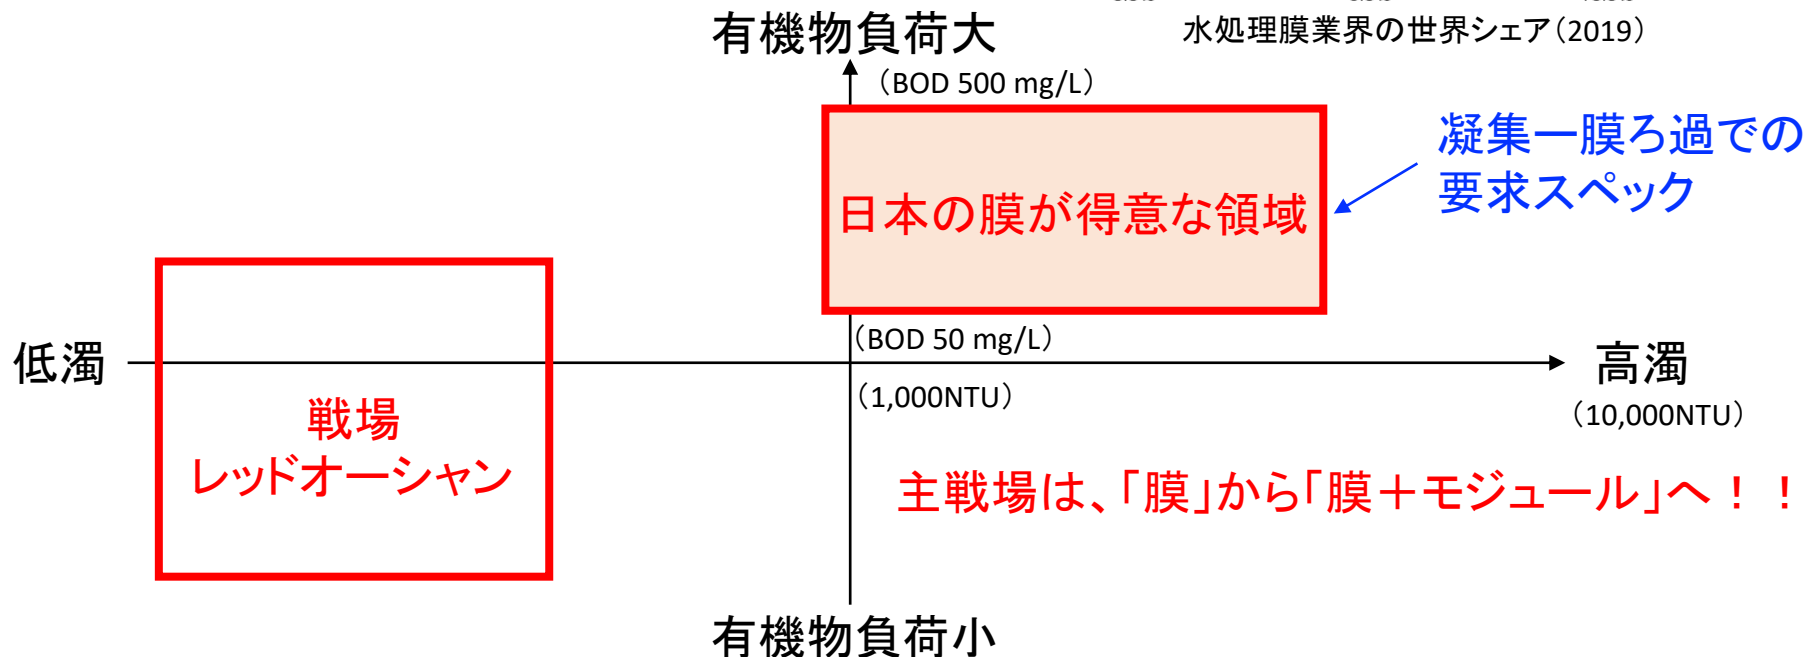 水処理膜業界の世界シェア(2019)
有機物負荷大
(BOD 500 mg/L)
凝集ー膜ろ過での
要求スペック
日本の膜が得意な領域
(BOD 50 mg/L)
低濁
高濁
(1,000NTU)
(10,000NTU)
戦場
レッドオーシャン
主戦場は、「膜」から「膜+モジュール」へ!!
有機物負荷小